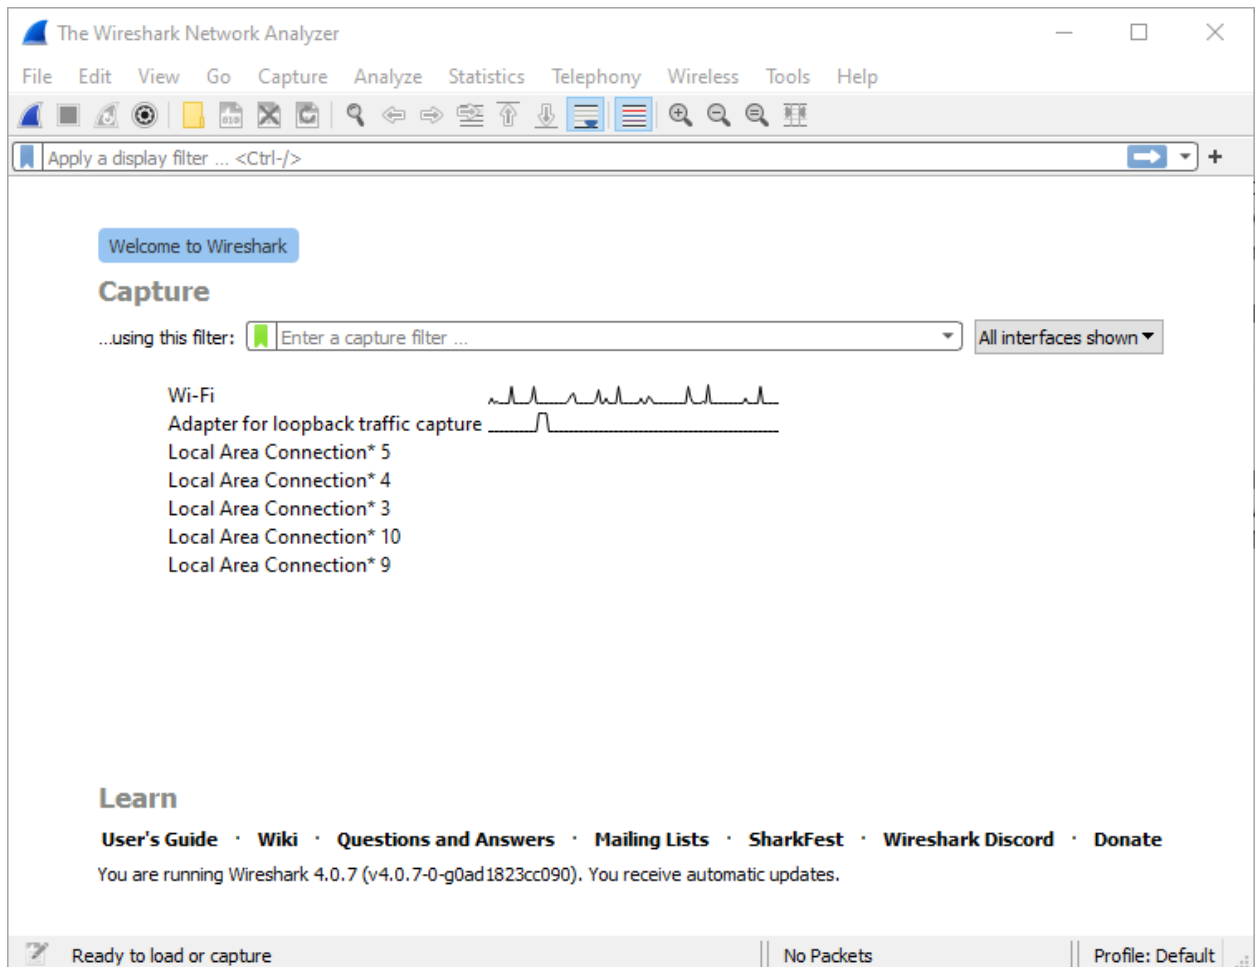 The Wireshark Network Analyzer
File Edit View Go Capture Analyze Statistics Telephony Wireless Tools Help
Apply a display filter ... <Ctrl-/>
Welcome to Wireshark
Capture
...using this filter: Enter a capture filter ... All interfaces shown
Wi-Fi
Adapter for loopback traffic capture
Local Area Connection* 5
Local Area Connection* 4
Local Area Connection* 3
Local Area Connection* 10
Local Area Connection* 9
Learn
User's Guide · Wiki · Questions and Answers · Mailing Lists · SharkFest · Wireshark Discord · Donate
You are running Wireshark 4.0.7 (v4.0.7-0-g0ad1823cc090). You receive automatic updates.
Ready to load or capture No Packets Profile: Default